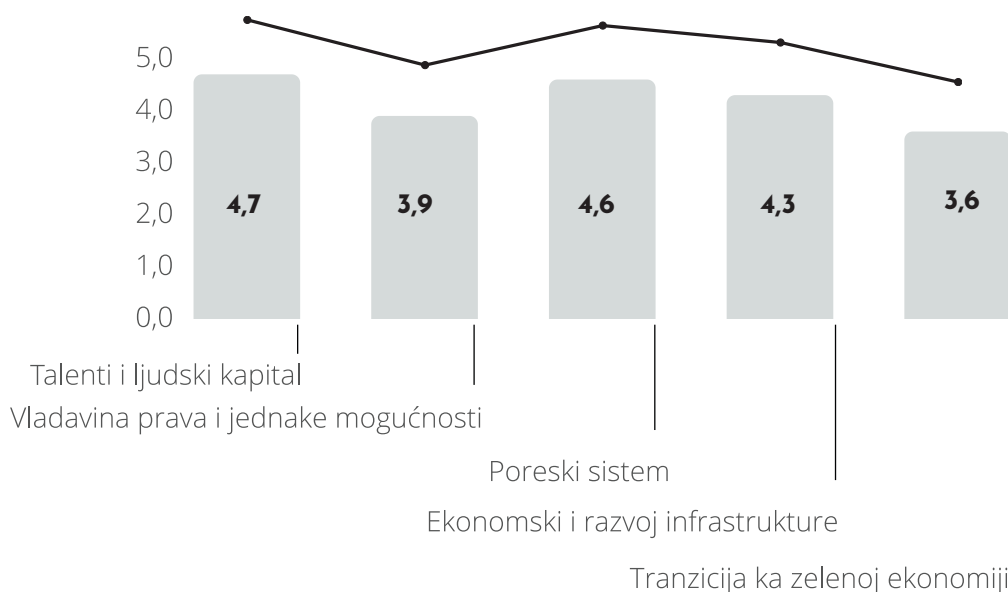 5,0
4,0
3,0
2,0
1,0
0,0
4,7
3,9
4,6
4,3
3,6
Talenti i ljudski kapital
Vladavina prava i jednake mogućnosti
Poreski sistem
Ekonomski i razvoj infrastrukture
Tranzicija ka zelenoj ekonomiji